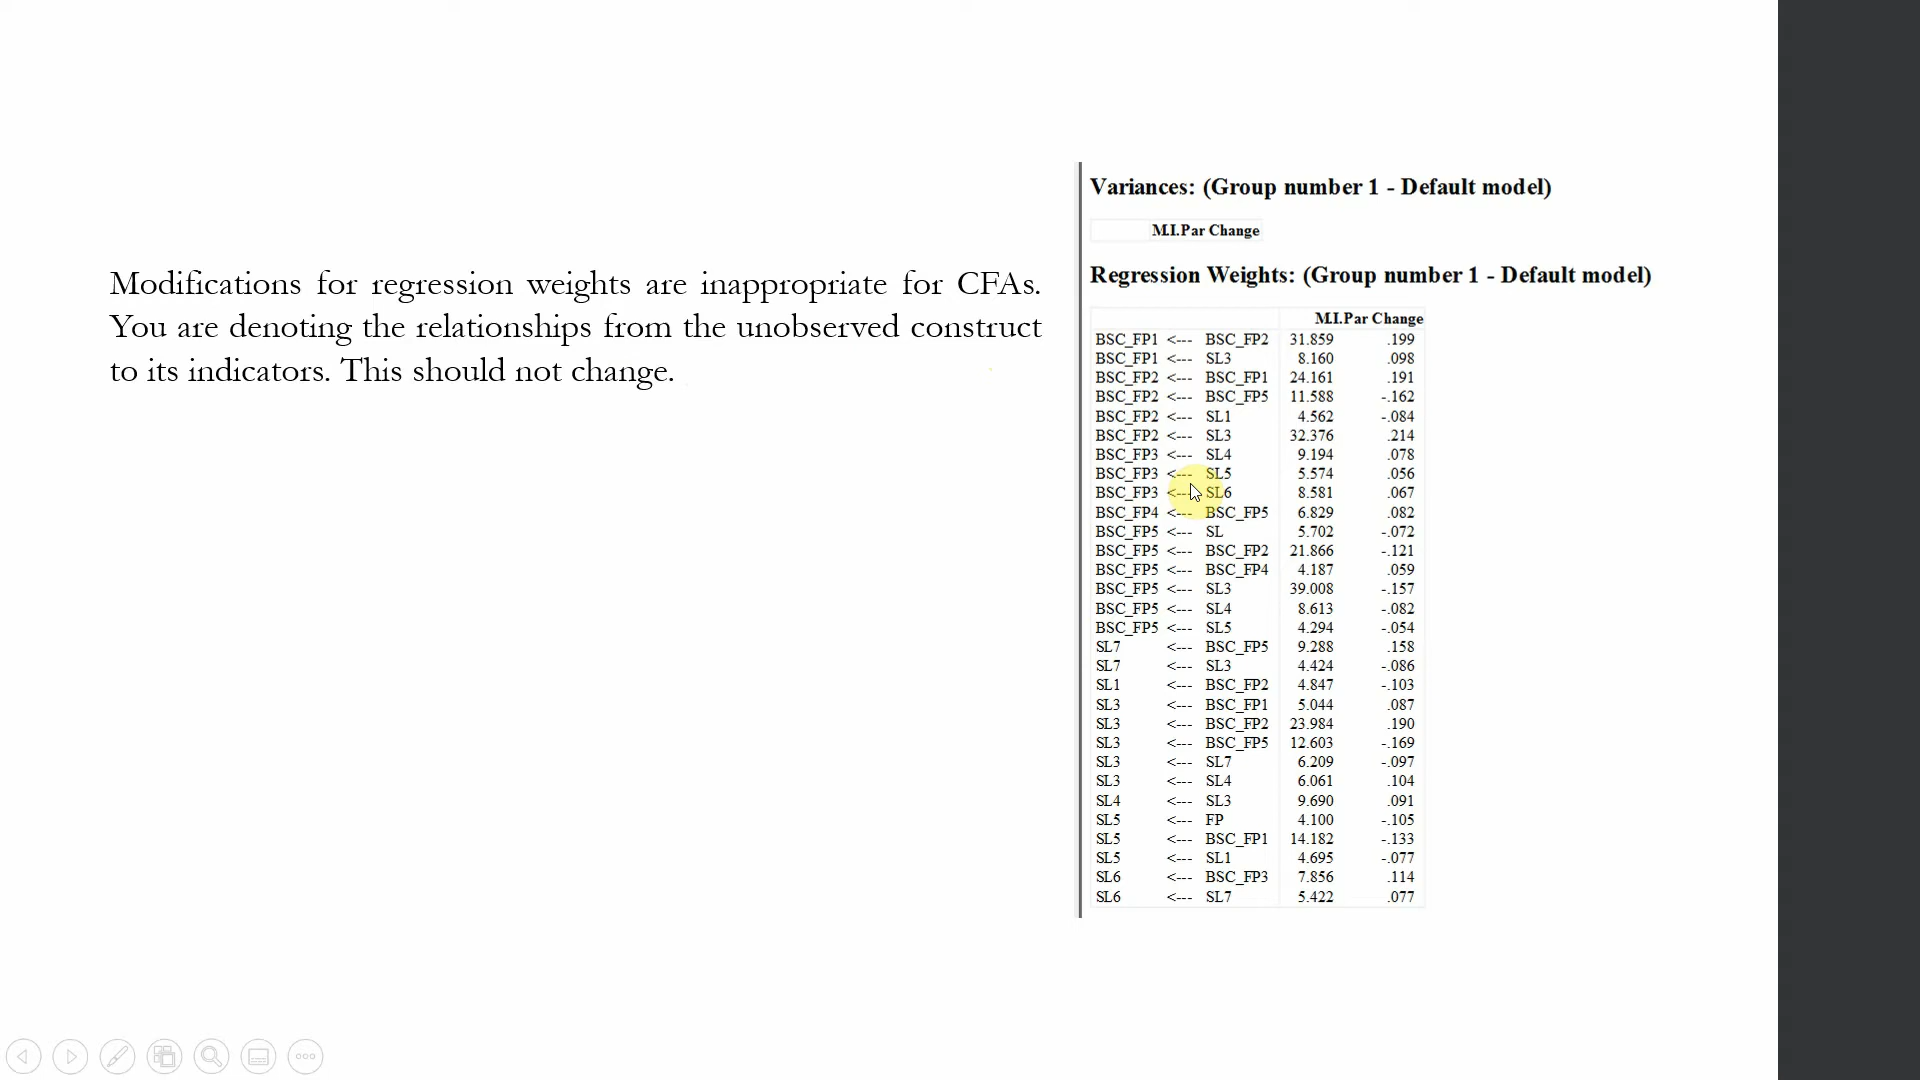 Modifications for regression weights are inappropriate for CFAs.
You are denoting the relationships from the unobserved construct
to its indicators. This should not change.
Variances: (Group number 1 - Default model)
M.I. Par Change
Regression Weights: (Group number 1 - Default model)
M.I. Par Change
BSC_FP1 <--- BSC_FP2 31.859 .199
BSC_FP1 <--- SL3 8.160 .098
BSC_FP2 <--- BSC_FP1 24.161 .191
BSC_FP2 <--- BSC_FP5 11.588 -.162
BSC_FP2 <--- SL1 4.562 -.084
BSC_FP2 <--- SL3 32.376 .214
BSC_FP3 <--- SL4 9.194 .078
BSC_FP3 <--- SL5 5.574 .056
BSC_FP3 <--- SL6 8.581 .067
BSC_FP4 <--- BSC_FP5 6.829 .082
BSC_FP5 <--- SL 5.702 -.072
BSC_FP5 <--- BSC_FP2 21.866 -.121
BSC_FP5 <--- BSC_FP4 4.187 .059
BSC_FP5 <--- SL3 39.008 -.157
BSC_FP5 <--- SL4 8.613 -.082
BSC_FP5 <--- SL5 4.294 -.054
SL7 <--- BSC_FP5 9.288 .158
SL7 <--- SL3 4.424 -.086
SL1 <--- BSC_FP2 4.847 -.103
SL3 <--- BSC_FP1 5.044 .087
SL3 <--- BSC_FP2 23.984 .190
SL3 <--- BSC_FP5 12.603 -.169
SL3 <--- SL7 6.209 -.097
SL3 <--- SL4 6.061 .104
SL4 <--- SL3 9.690 .091
SL5 <--- FP 4.100 -.105
SL5 <--- BSC_FP1 14.182 -.133
SL5 <--- SL1 4.695 -.077
SL6 <--- BSC_FP3 7.856 .114
SL6 <--- SL7 5.422 .077